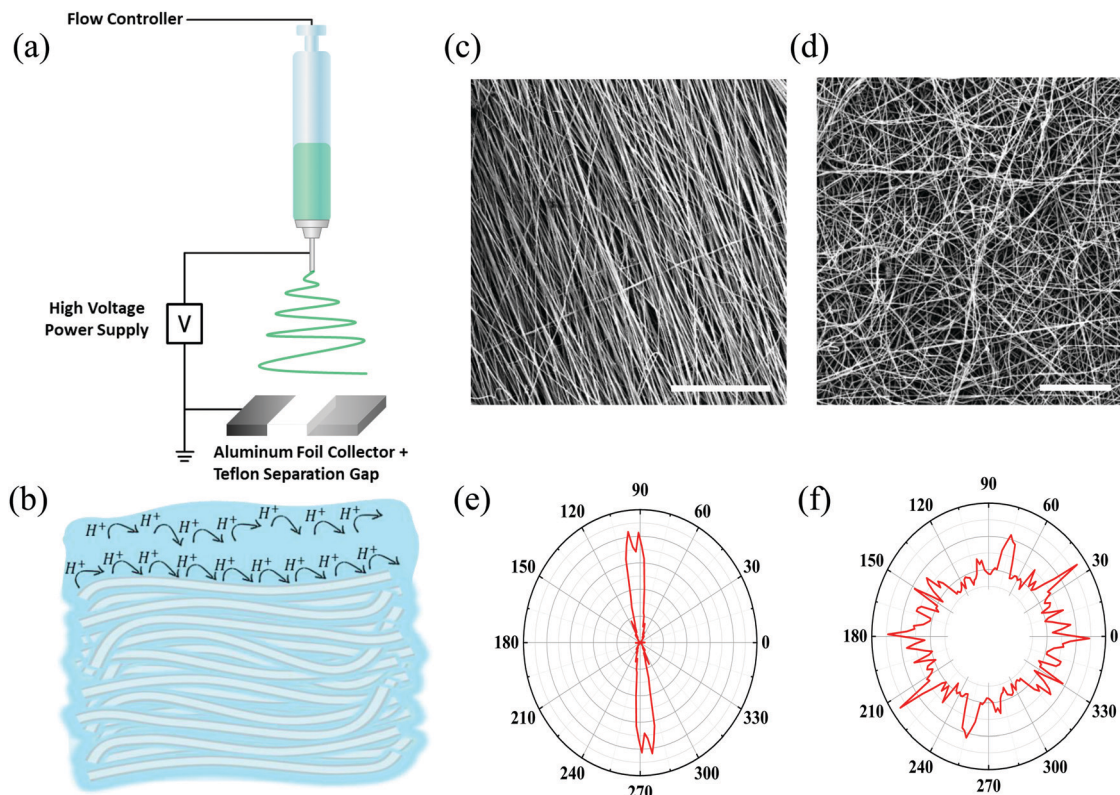 (a)
Flow Controller
High Voltage
Power Supply
V
Aluminum Foil Collector +
Teflon Separation Gap
(b)
H+ H+ H+ H+ H+ H+ H+
H+ H+ H+ H+ H+ H+ H+ H+
(c)
(d)
(e)
90
120
60
150
30
180
0
210
330
240
300
270
(f)
90
120
60
150
30
180
0
210
330
240
300
270